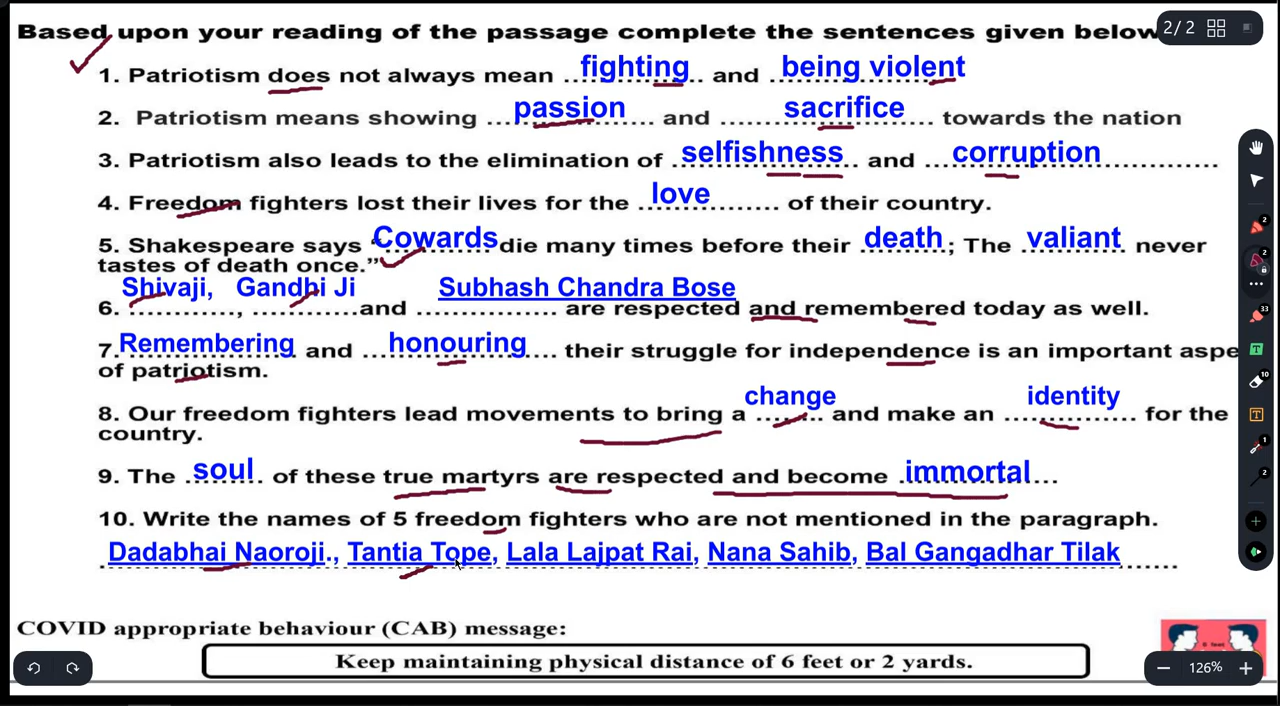 Based upon your reading of the passage complete the sentences given below
2/2
1. Patriotism does not always mean ...fighting... and ...being violent
2. Patriotism means showing ...passion... and ...sacrifice... towards the nation
3. Patriotism also leads to the elimination of ...selfishness... and ...corruption...
4. Freedom fighters lost their lives for the ...love... of their country.
5. Shakespeare says "Cowards die many times before their death; The valiant never
tastes of death once."
Shivaji, Gandhi Ji Subhash Chandra Bose
6. ............, ............and ................ are respected and remembered today as well.
7. Remembering and ...honouring... their struggle for independence is an important aspe
of patriotism.
change identity
8. Our freedom fighters lead movements to bring a ........ and make an .............. for the
country.
9. The soul of these true martyrs are respected and become immortal...
10. Write the names of 5 freedom fighters who are not mentioned in the paragraph.
Dadabhai Naoroji., Tantia Tope, Lala Lajpat Rai, Nana Sahib, Bal Gangadhar Tilak
COVID appropriate behaviour (CAB) message:
Keep maintaining physical distance of 6 feet or 2 yards.
126%